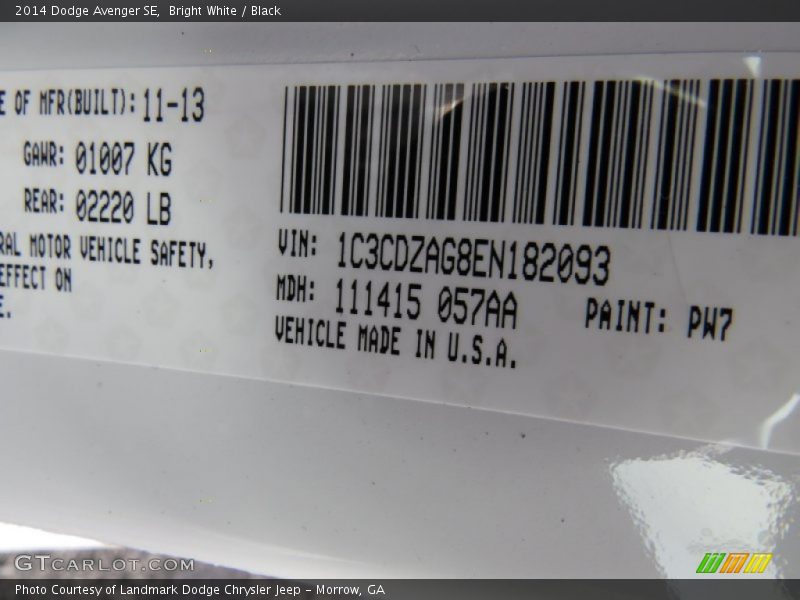 2014 Dodge Avenger SE,  Bright White / Black
E OF MFR(BUILT): 11-13
GAWR: 01007 KG
REAR: 02220 LB
RAL MOTOR VEHICLE SAFETY,
EFFECT ON
E.
VIN: 1C3CDZAG8EN182093
MDH: 111415 057AA PAINT: PW7
VEHICLE MADE IN U.S.A.
GTCARLOT.COM
Photo Courtesy of Landmark Dodge Chrysler Jeep – Morrow, GA